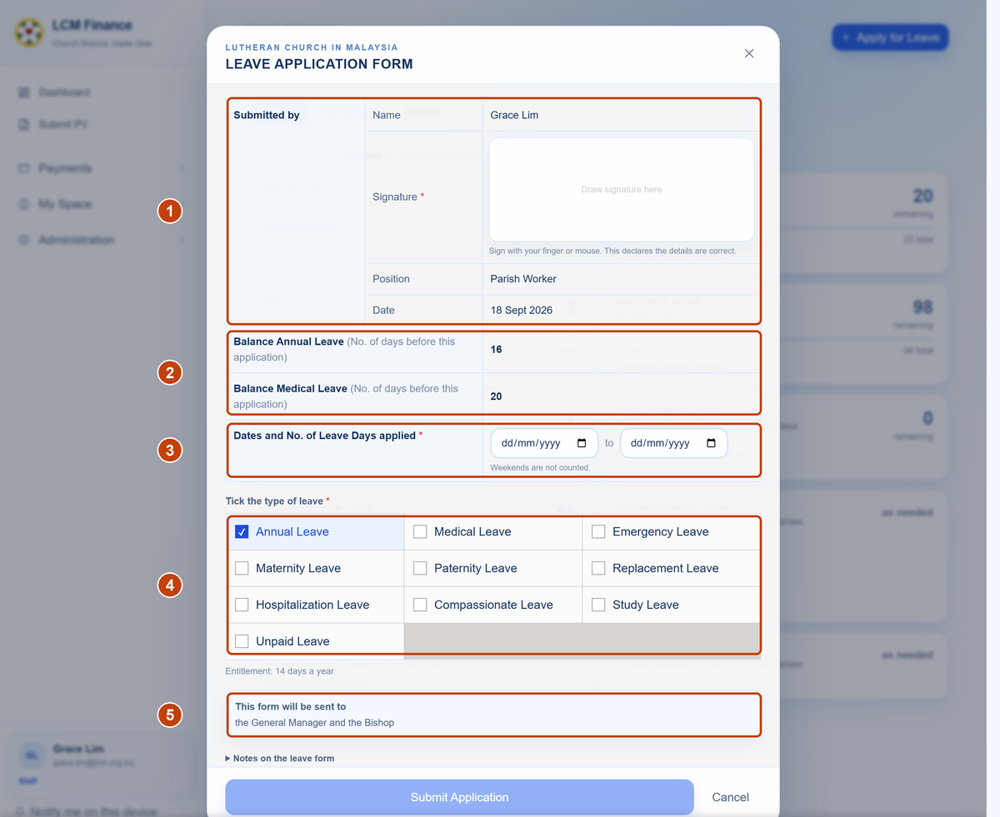 LCM Finance
Church finance, made clear
Dashboard
Submit PV
Payments
My Space
Administration
Grace Lim
grace.lim@lcm.org.my
Staff
Notify me on this device
+ Apply for Leave
20
remaining
22 total
98
remaining
98 total
0
remaining
as needed
as needed
LUTHERAN CHURCH IN MALAYSIA
LEAVE APPLICATION FORM
1
Submitted by
Name
Grace Lim
Signature *
Draw signature here
Sign with your finger or mouse. This declares the details are correct.
Position
Parish Worker
Date
18 Sept 2026
2
Balance Annual Leave (No. of days before this
application)
16
Balance Medical Leave (No. of days before this
application)
20
3
Dates and No. of Leave Days applied *
dd/mm/yyyy to dd/mm/yyyy
Weekends are not counted.
Tick the type of leave *
4
Annual Leave
Medical Leave
Emergency Leave
Maternity Leave
Paternity Leave
Replacement Leave
Hospitalization Leave
Compassionate Leave
Study Leave
Unpaid Leave
Entitlement: 14 days a year
5
This form will be sent to
the General Manager and the Bishop
Notes on the leave form
Submit Application
Cancel